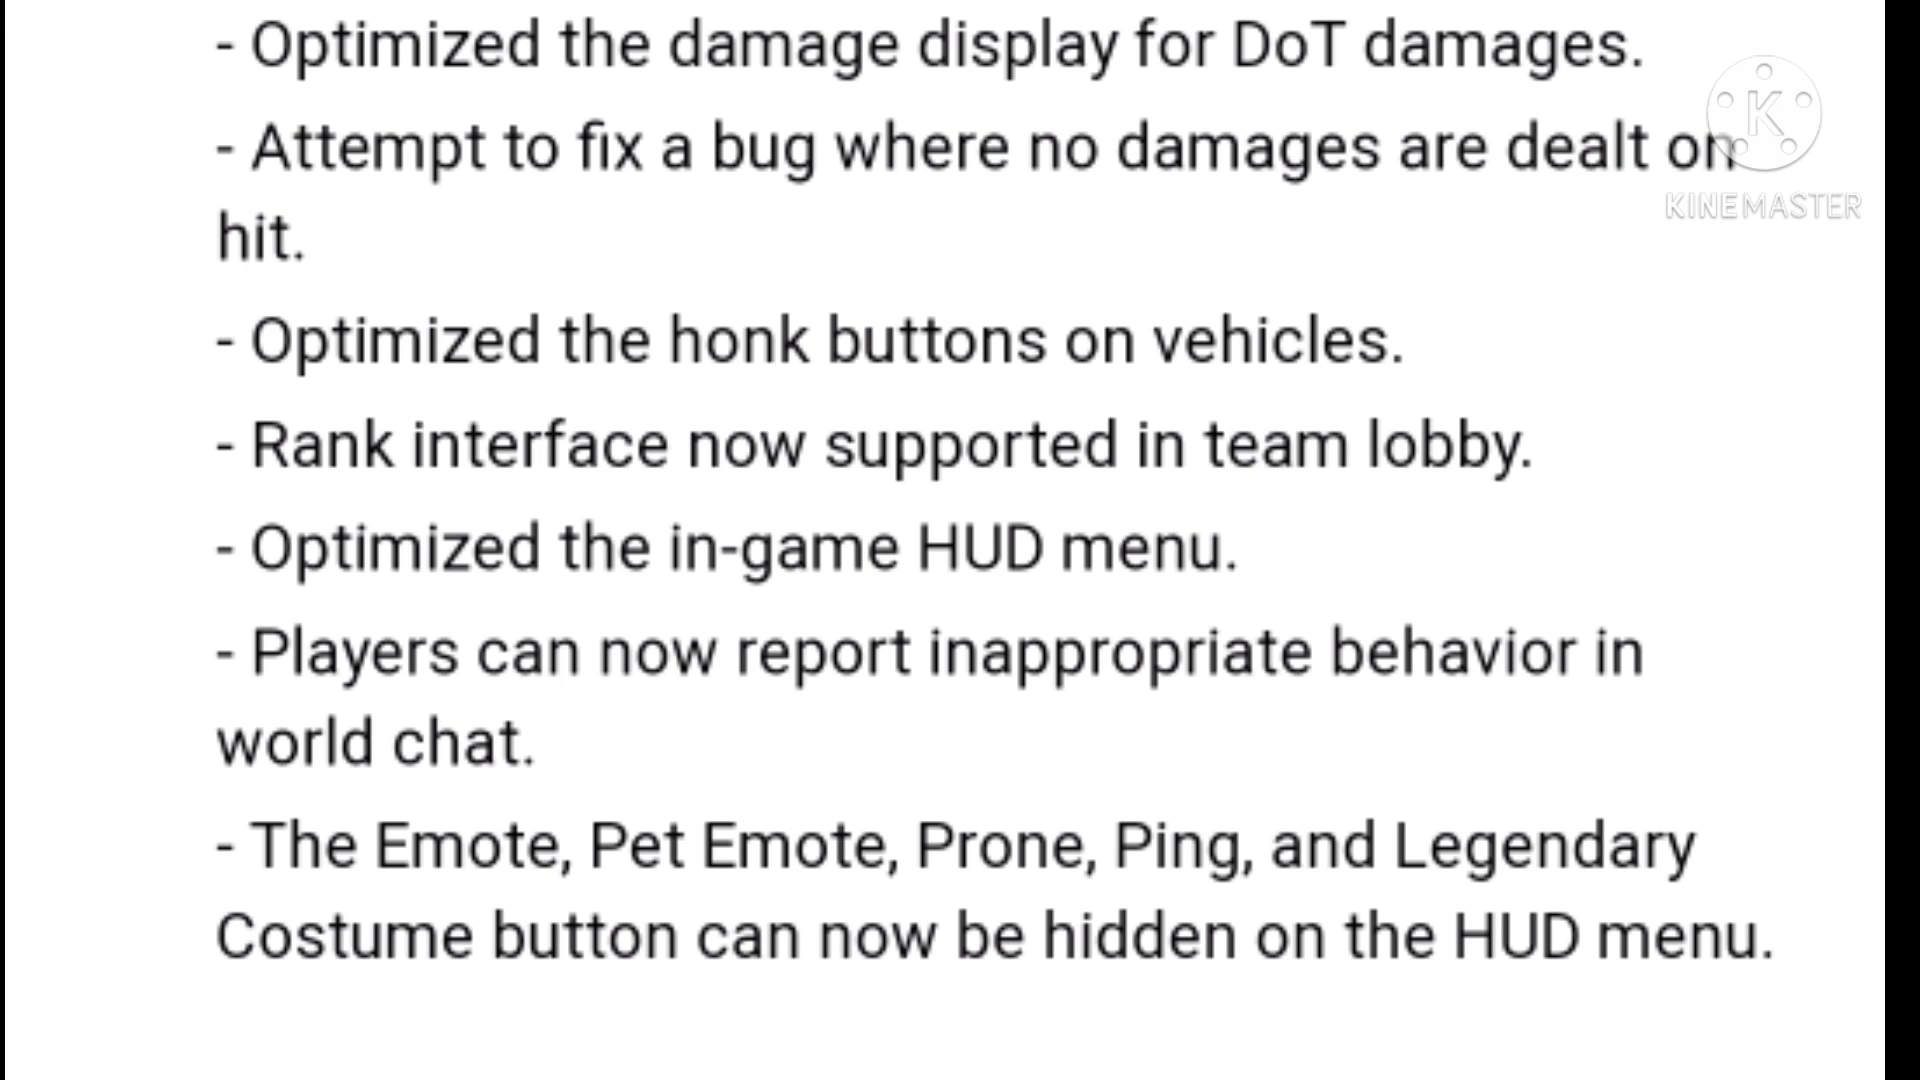 - Optimized the damage display for DoT damages.
- Attempt to fix a bug where no damages are dealt on
hit.
- Optimized the honk buttons on vehicles.
- Rank interface now supported in team lobby.
- Optimized the in-game HUD menu.
- Players can now report inappropriate behavior in
world chat.
- The Emote, Pet Emote, Prone, Ping, and Legendary
Costume button can now be hidden on the HUD menu.
K
KINEMASTER